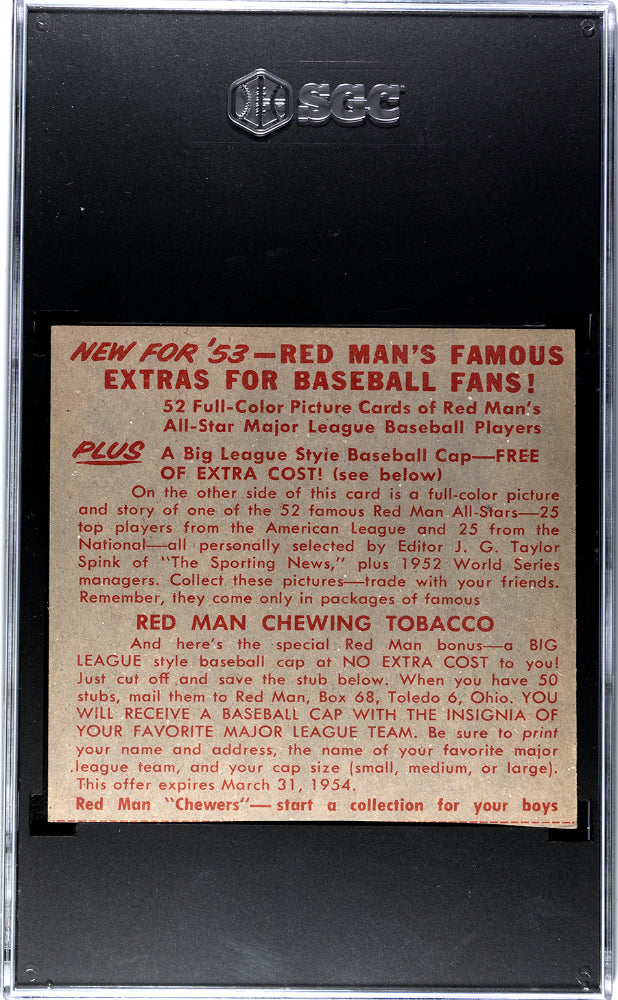 SGC
NEW FOR '53—RED MAN'S FAMOUS
EXTRAS FOR BASEBALL FANS!
52 Full-Color Picture Cards of Red Man's
All-Star Major League Baseball Players
PLUS A Big League Style Baseball Cap—FREE
OF EXTRA COST! (see below)
On the other side of this card is a full-color picture
and story of one of the 52 famous Red Man All-Stars—25
top players from the American League and 25 from the
National—all personally selected by Editor J. G. Taylor
Spink of "The Sporting News," plus 1952 World Series
managers. Collect these pictures—trade with your friends.
Remember, they come only in packages of famous
RED MAN CHEWING TOBACCO
And here's the special Red Man bonus—a BIG
LEAGUE style baseball cap at NO EXTRA COST to you!
Just cut off and save the stub below. When you have 50
stubs, mail them to Red Man, Box 68, Toledo 6, Ohio. YOU
WILL RECEIVE A BASEBALL CAP WITH THE INSIGNIA OF
YOUR FAVORITE MAJOR LEAGUE TEAM. Be sure to print
your name and address, the name of your favorite major
league team, and your cap size (small, medium, or large).
This offer expires March 31, 1954.
Red Man "Chewers"—start a collection for your boys